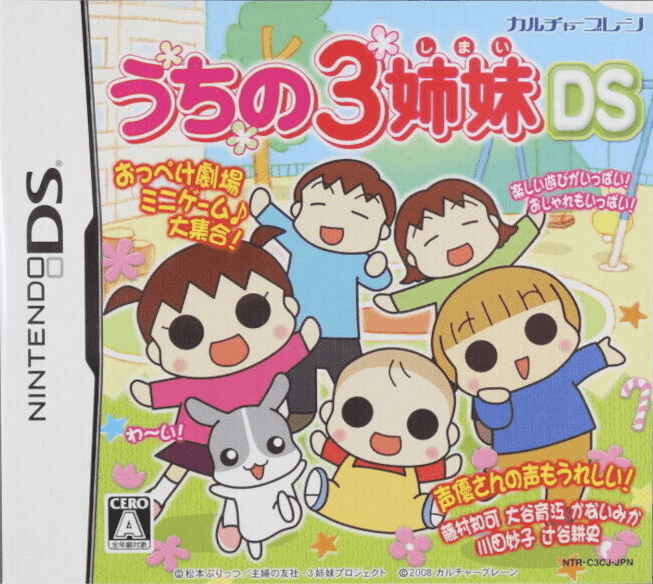 カルチャーブレーン
しまい
うちの3姉妹DS
おっぺけ劇場
ミニゲーム♪
大集合!
楽しい遊びがいっぱい!
おしゃれもいっぱい!
NINTENDO DS®
わ〜い!
声優さんの声もうれしい!
藤村知可 大谷育江 かないみか
川田妙子 辻谷耕史
CERO
A
全年齢対象
©松本ぷりっつ/主婦の友社・3姉妹プロジェクト ©2008 カルチャーブレーン
NTR-C3CJ-JPN